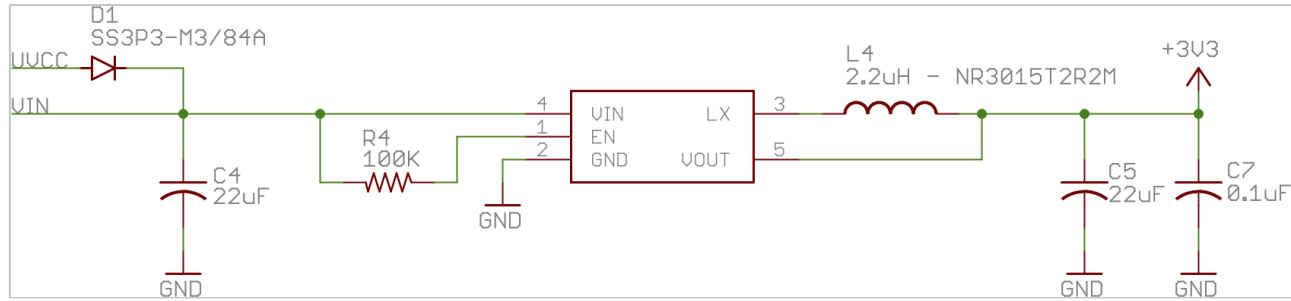 D1
SS3P3-M3/84A
UVCC
VIN
C4
22uF
GND
R4
100K
GND
4
1
2
VIN
EN
GND
LX
VOUT
3
5
L4
2.2uH - NR3015T2R2M
+3V3
C5
22uF
GND
C7
0.1uF
GND